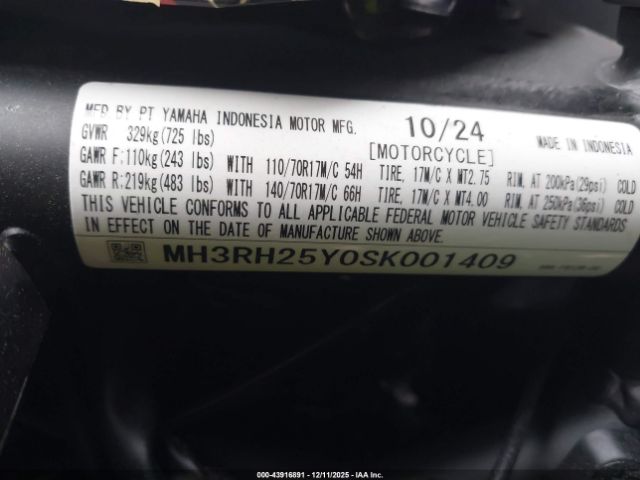 MFD BY PT YAMAHA INDONESIA MOTOR MFG. 10/24 MADE IN INDONESIA
GVWR 329kg(725 lbs) [MOTORCYCLE]
GAWR F:110kg(243 lbs) WITH 110/70R17M/C 54H TIRE, 17M/C X MT2.75 RIM, AT 200kPa(29psi) COLD
GAWR R:219kg(483 lbs) WITH 140/70R17M/C 66H TIRE, 17M/C X MT4.00 RIM, AT 250kPa(36psi) COLD
THIS VEHICLE CONFORMS TO ALL APPLICABLE FEDERAL MOTOR VEHICLE SAFETY STANDARDS
IN EFFECT ON THE DATE OF MANUFACTURE SHOWN ABOVE.
MH3RH25Y0SK001409
000-43916891 - 12/11/2025 - IAA Inc.